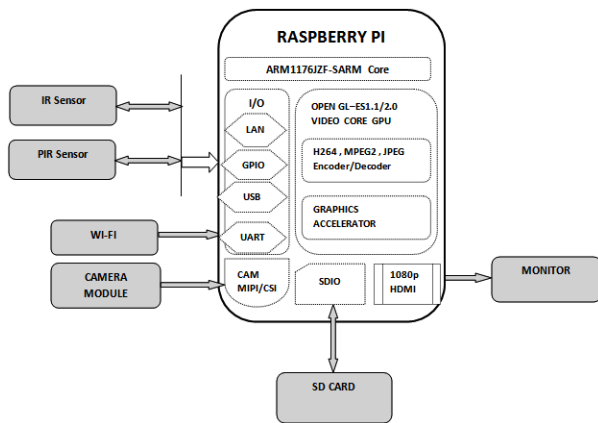 RASPBERRY PI
ARM1176JZF-SARM Core
IR Sensor
PIR Sensor
WI-FI
CAMERA
MODULE
I/O
LAN
GPIO
USB
UART
OPEN GL-ES1.1/2.0
VIDEO CORE GPU
H264 , MPEG2 , JPEG
Encoder/Decoder
GRAPHICS
ACCELERATOR
CAM
MIPI/CSI
SDIO
1080p
HDMI
MONITOR
SD CARD